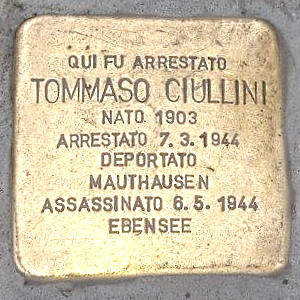 QUI FU ARRESTATO
TOMMASO CIULLINI
NATO 1903
ARRESTATO 7.3.1944
DEPORTATO
MAUTHAUSEN
ASSASSINATO 6.5.1944
EBENSEE